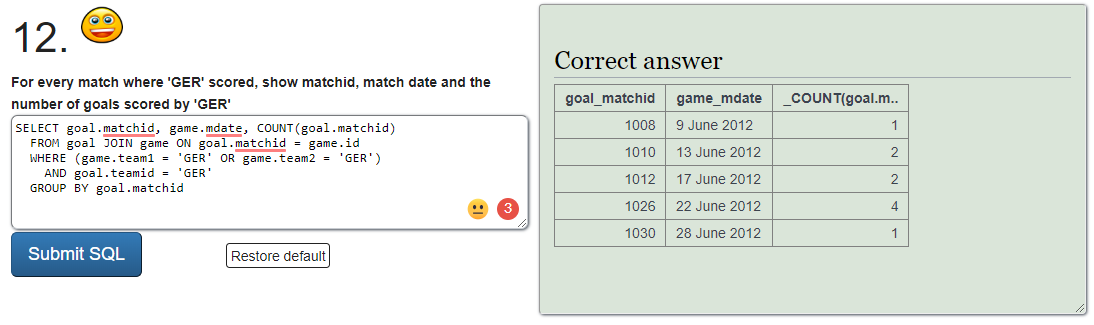 12.
For every match where 'GER' scored, show matchid, match date and the
number of goals scored by 'GER'
SELECT goal.matchid, game.mdate, COUNT(goal.matchid)
FROM goal JOIN game ON goal.matchid = game.id
WHERE (game.team1 = 'GER' OR game.team2 = 'GER')
AND goal.teamid = 'GER'
GROUP BY goal.matchid
3
Submit SQL
Restore default
Correct answer
goal_matchid game_mdate _COUNT(goal.m..
1008 9 June 2012 1
1010 13 June 2012 2
1012 17 June 2012 2
1026 22 June 2012 4
1030 28 June 2012 1